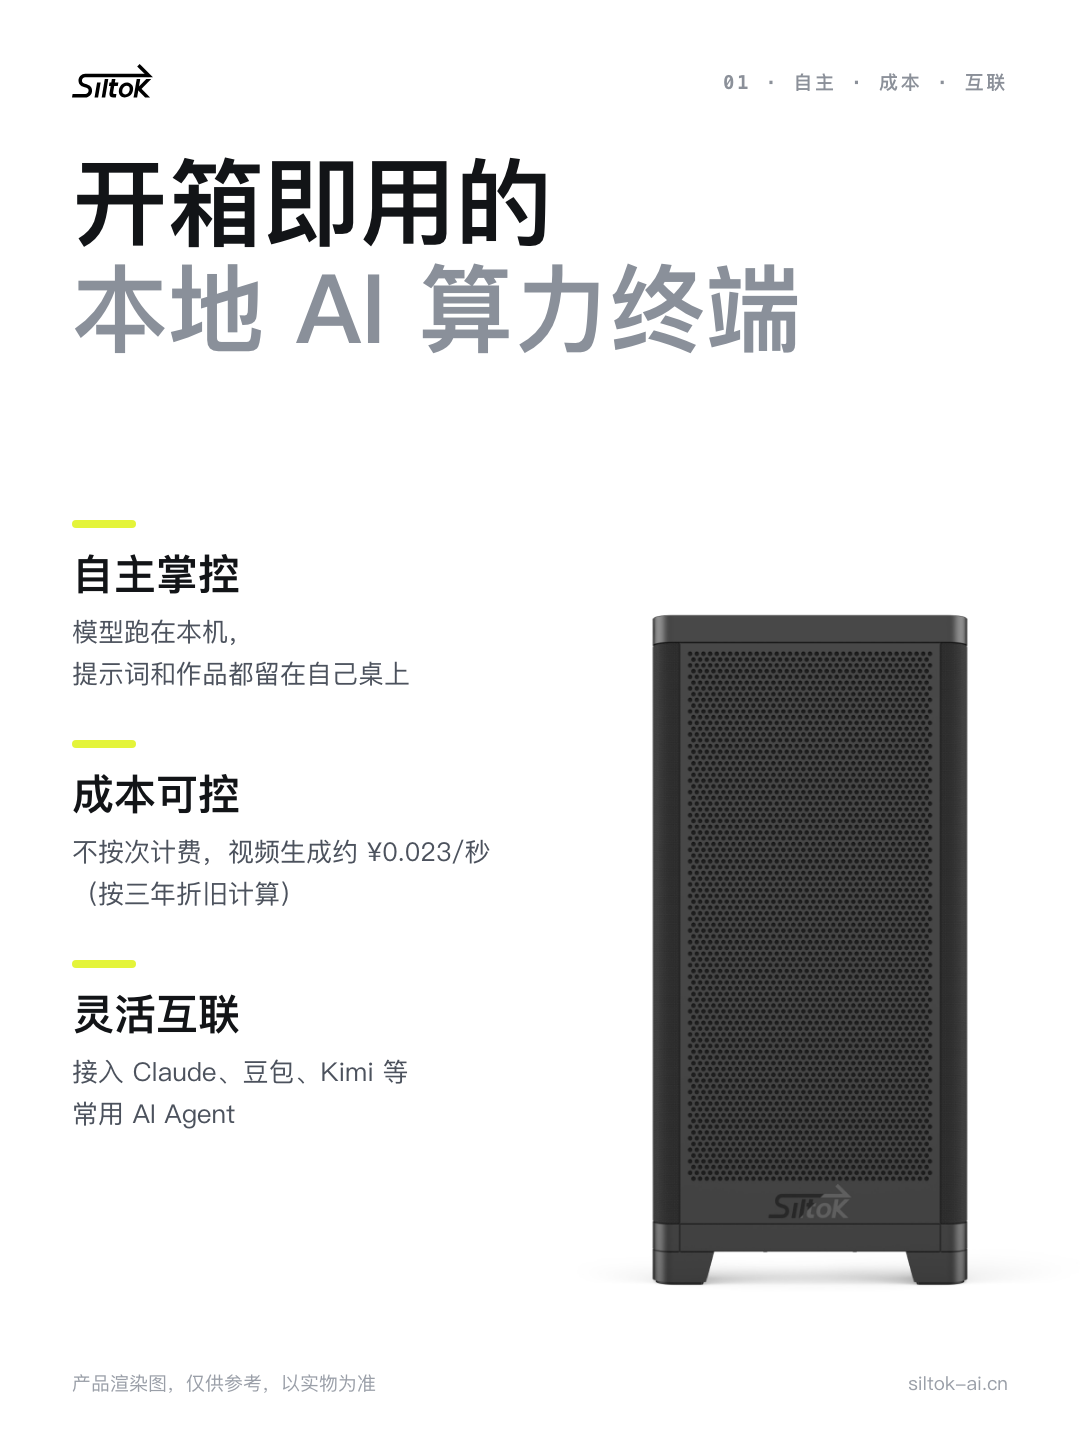 SiltoK
01 · 自主 · 成本 · 互联
开箱即用的
本地 AI 算力终端
自主掌控
模型跑在本机，
提示词和作品都留在自己桌上
成本可控
不按次计费，视频生成约 ¥0.023/秒
（按三年折旧计算）
灵活互联
接入 Claude、豆包、Kimi 等
常用 AI Agent
SiltoK
产品渲染图，仅供参考，以实物为准
siltok-ai.cn